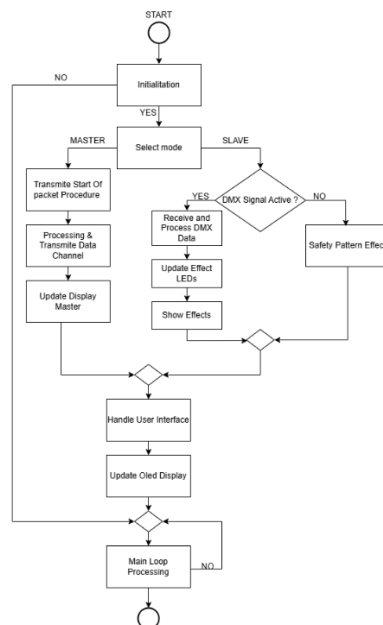 START
NO
Initialitation
YES
MASTER
Select mode
SLAVE
Transmite Start Of
packet Procedure
Processing &
Transmite Data
Channel
Update Display
Master
DMX Signal Active ?
YES
NO
Receive and
Process DMX
Data
Update Effect
LEDs
Show Effects
Safety Pattern Effect
Handle User Interface
Update Oled Display
Main Loop
Processing
NO